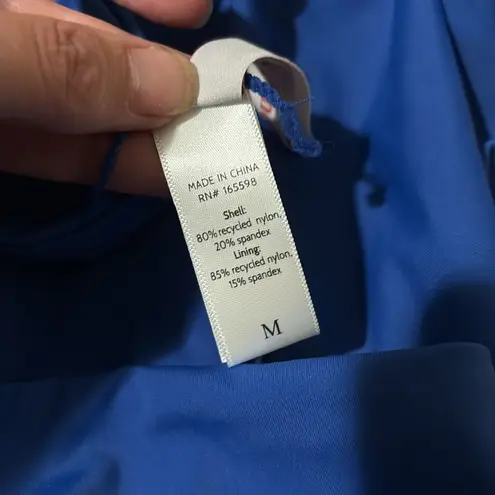 MADE IN CHINA
RN# 165598
Shell:
80% recycled nylon,
20% spandex
Lining:
85% recycled nylon,
15% spandex
M